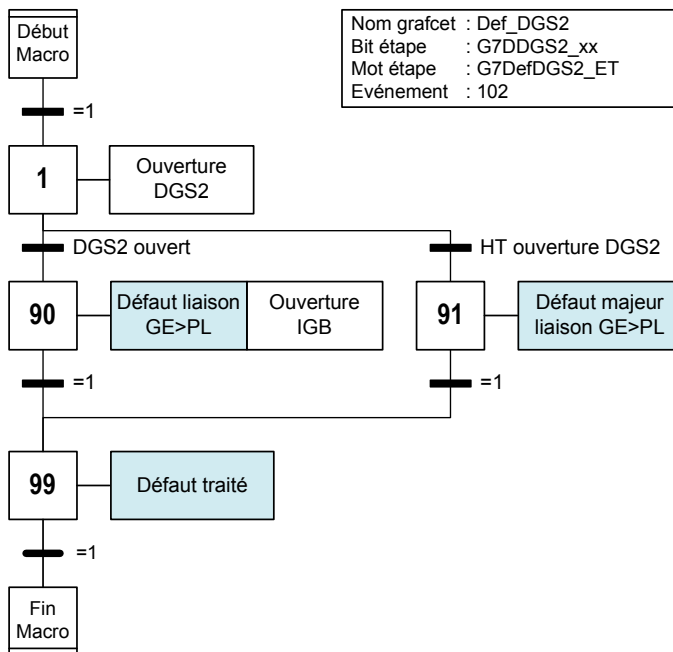 Début
Macro
Nom grafcet : Def_DGS2
Bit étape : G7DDGS2_xx
Mot étape : G7DefDGS2_ET
Evénement : 102
=1
1
Ouverture
DGS2
DGS2 ouvert
HT ouverture DGS2
90
Défaut liaison
GE>PL
Ouverture
IGB
91
Défaut majeur
liaison GE>PL
=1
=1
99
Défaut traité
=1
Fin
Macro